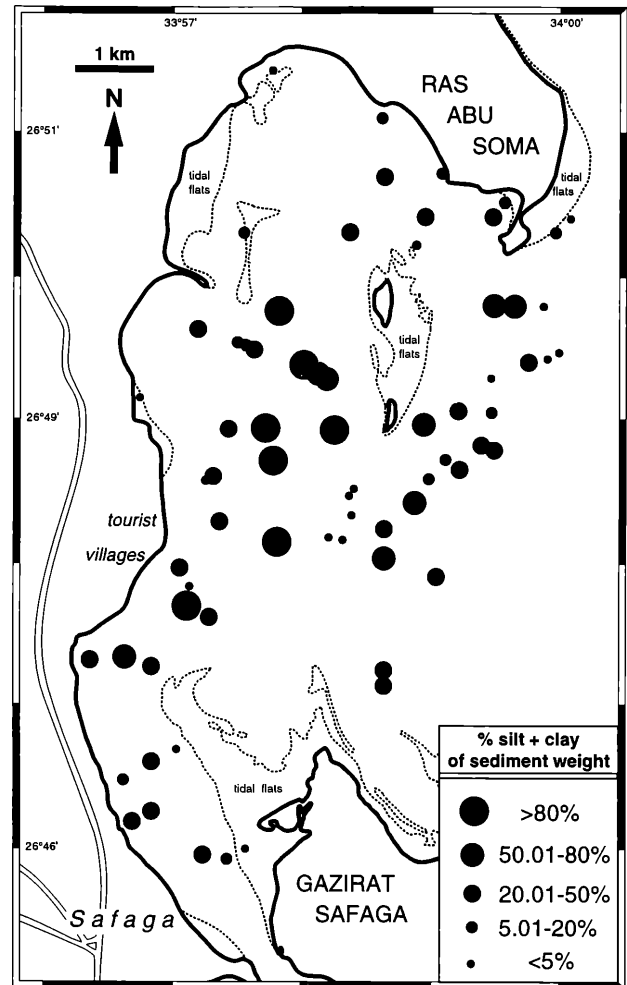 33°57'
34°00'
1 km
N
26°51'
RAS
ABU
SOMA
tidal
flats
tidal
flats
tidal
flats
26°49'
tourist
villages
% silt + clay
of sediment weight
>80%
50.01-80%
20.01-50%
5.01-20%
<5%
tidal flats
26°46'
GAZIRAT
SAFAGA
Safaga